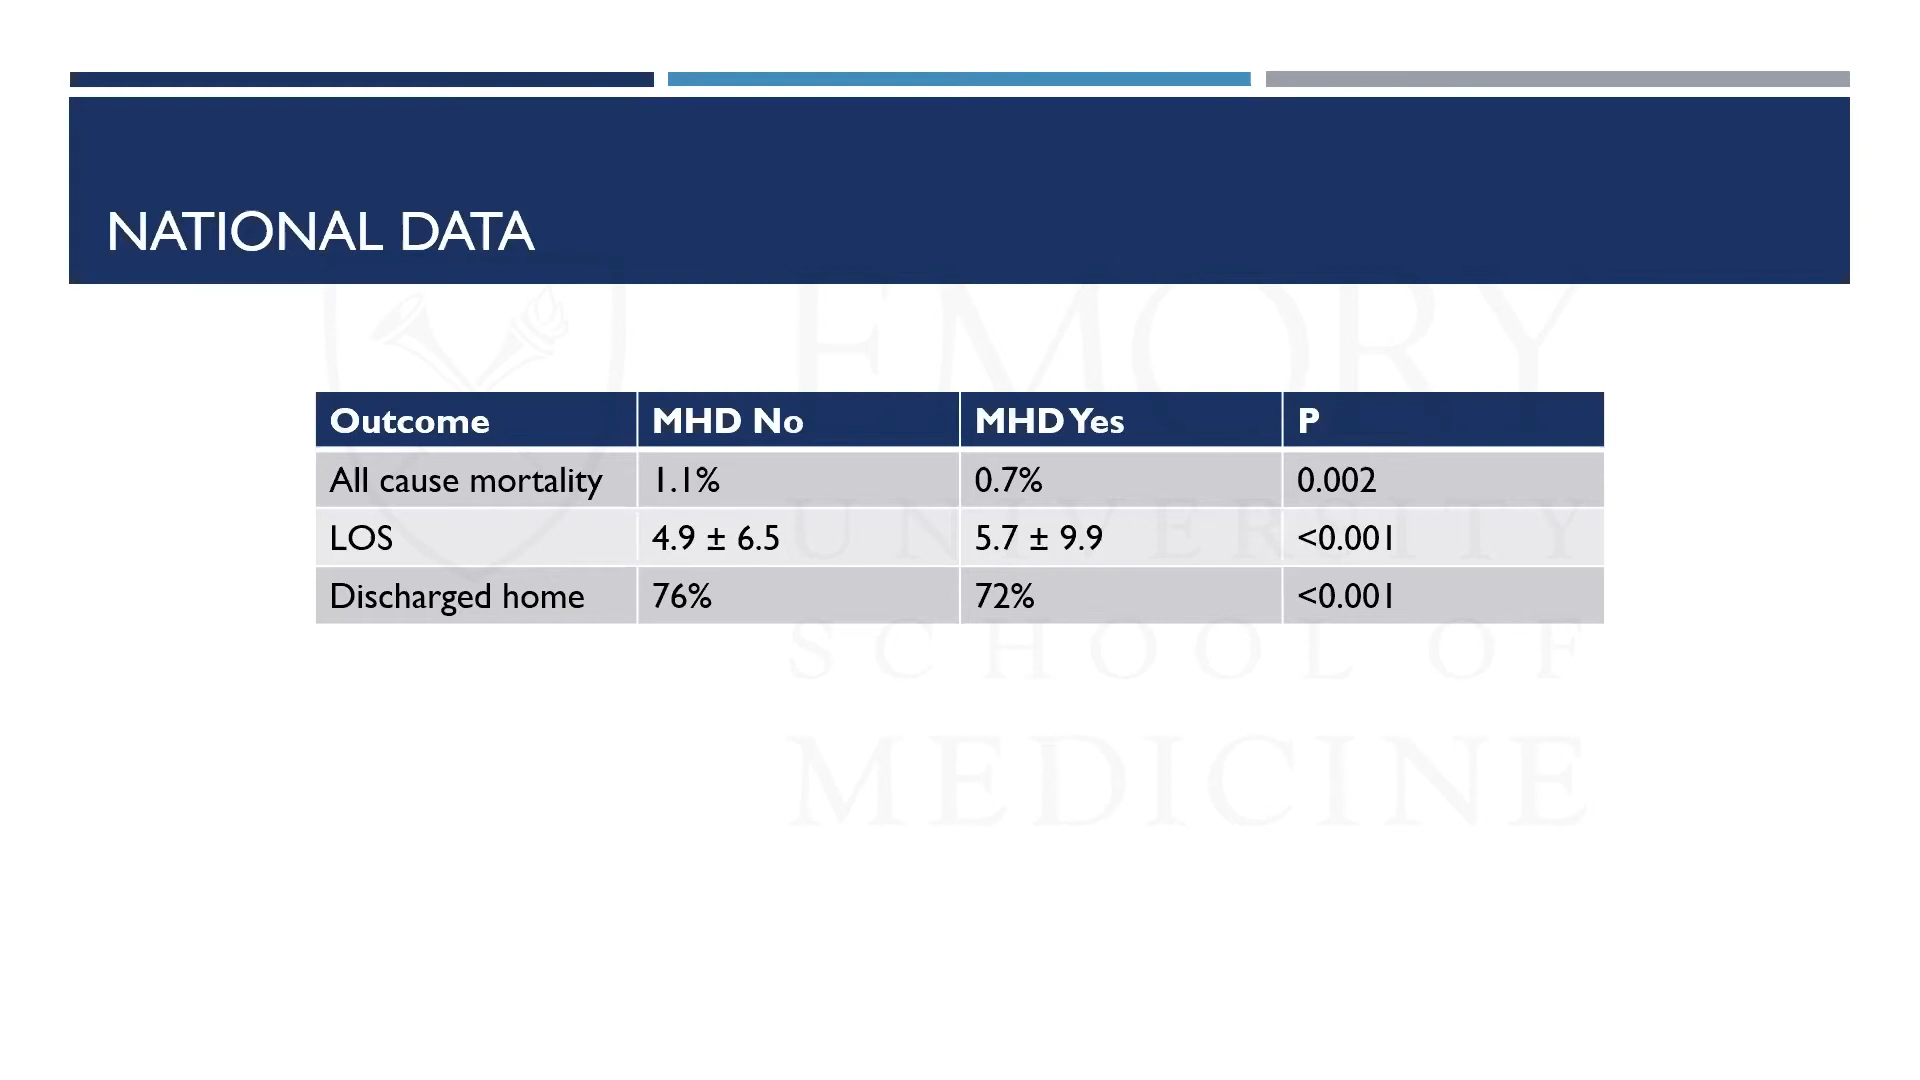 NATIONAL DATA
Outcome MHD No MHD Yes P
All cause mortality 1.1% 0.7% 0.002
LOS 4.9 ± 6.5 5.7 ± 9.9 <0.001
Discharged home 76% 72% <0.001
EMORY
UNIVERSITY
SCHOOL OF
MEDICINE